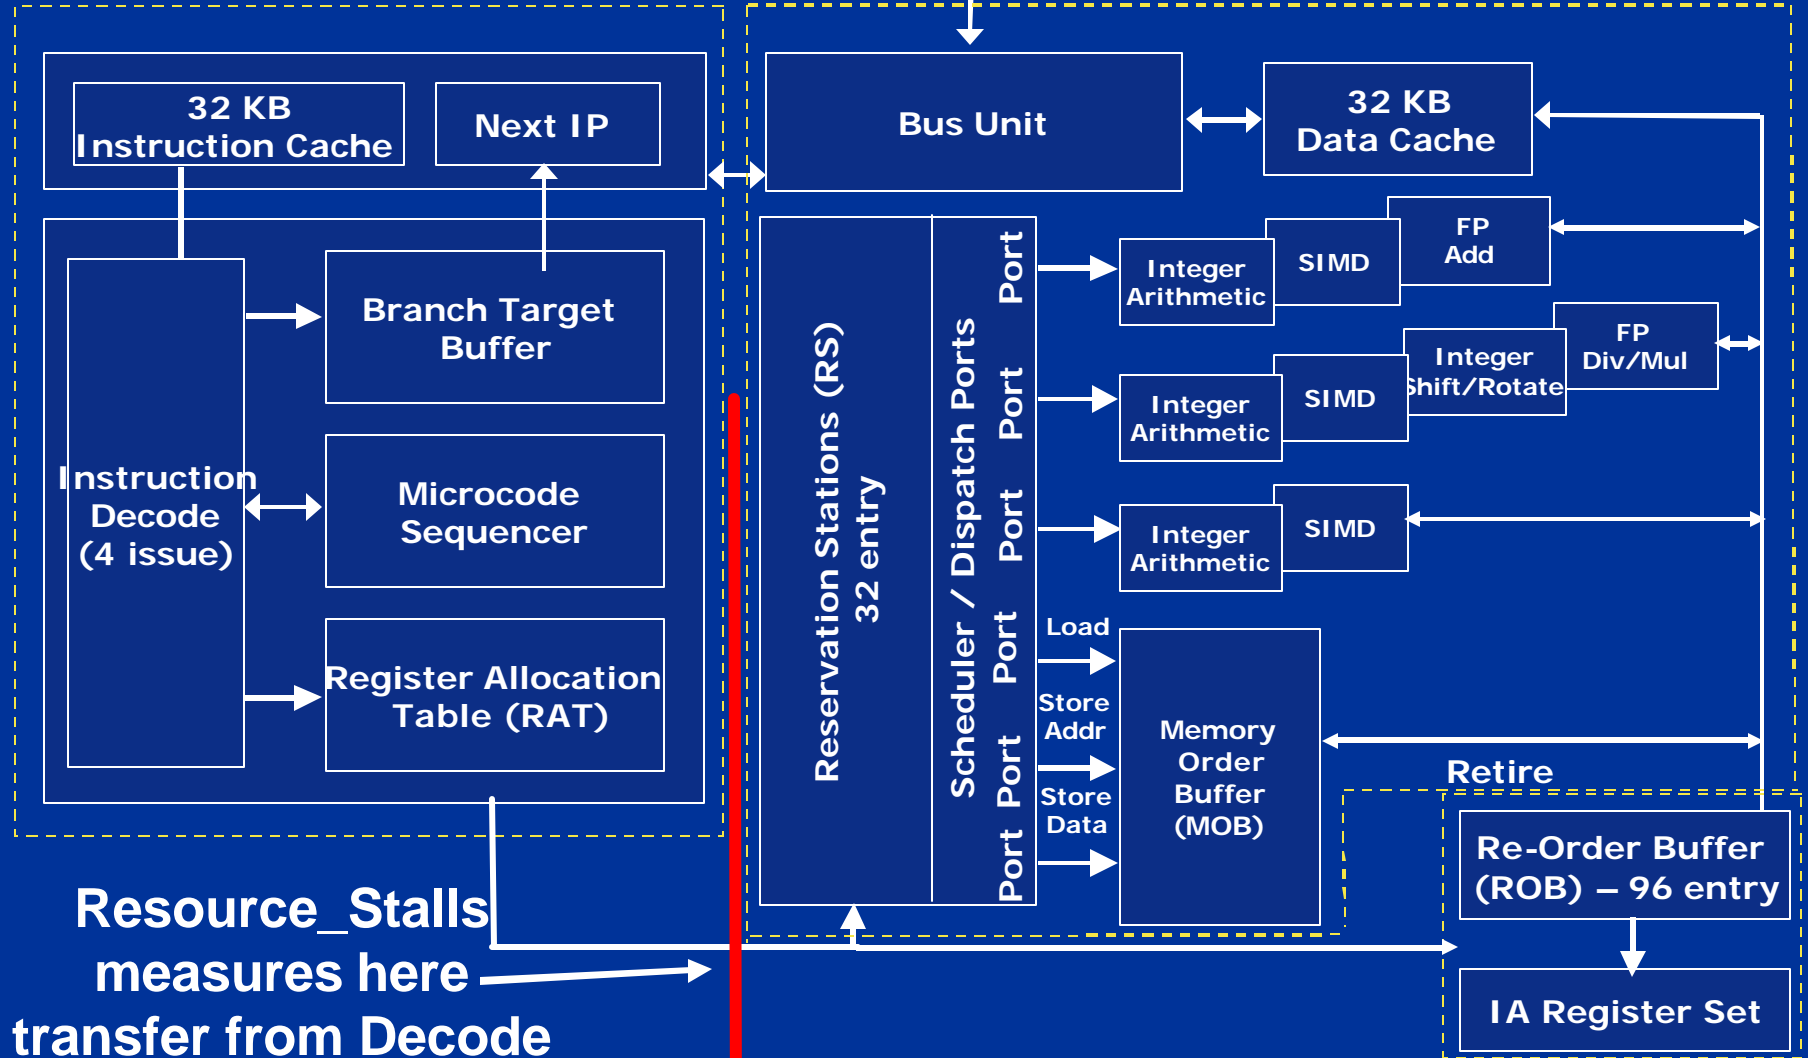 32 KB
Instruction Cache
Next IP
Bus Unit
32 KB
Data Cache
Instruction
Decode
(4 issue)
Branch Target
Buffer
Microcode
Sequencer
Register Allocation
Table (RAT)
Reservation Stations (RS)
32 entry
Scheduler / Dispatch Ports
Port
Port
Port
Port
Port
Port
Integer
Arithmetic
SIMD
FP
Add
Integer
Arithmetic
SIMD
Integer
Shift/Rotate
FP
Div/Mul
Integer
Arithmetic
SIMD
Load
Store
Addr
Store
Data
Memory
Order
Buffer
(MOB)
Retire
Re-Order Buffer
(ROB) – 96 entry
IA Register Set
Resource_Stalls
measures here
transfer from Decode